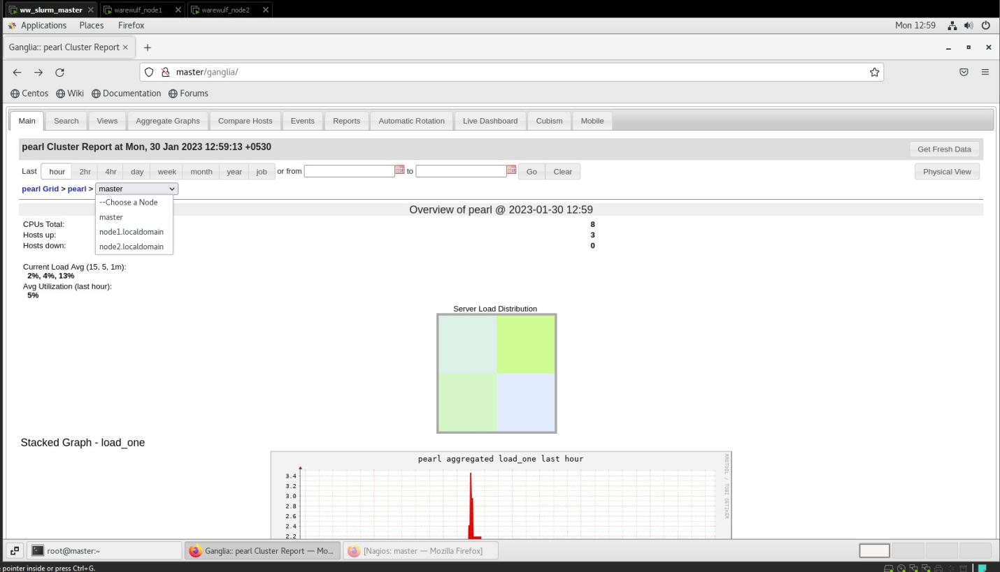 ww_slurm_master warewulf_node1 warewulf_node2
Applications Places Firefox Mon 12:59
Ganglia:: pearl Cluster Report
master/ganglia/
Centos Wiki Documentation Forums
Main Search Views Aggregate Graphs Compare Hosts Events Reports Automatic Rotation Live Dashboard Cubism Mobile
pearl Cluster Report at Mon, 30 Jan 2023 12:59:13 +0530 Get Fresh Data
Last hour 2hr 4hr day week month year job or from to Go Clear Physical View
pearl Grid > pearl > master
--Choose a Node
master
node1.localdomain
node2.localdomain
Overview of pearl @ 2023-01-30 12:59
CPUs Total: 8
Hosts up: 3
Hosts down: 0
Current Load Avg (15, 5, 1m):
2%, 4%, 13%
Avg Utilization (last hour):
5%
Server Load Distribution
Stacked Graph - load_one
pearl aggregated load_one last hour
RRDTOOL / TOBI OETIKER
3.4
3.2
3.0
2.8
2.6
2.4
2.2
root@master:~ Ganglia:: pearl Cluster Report — Mo... [Nagios: master — Mozilla Firefox]
pointer inside or press Ctrl+G.